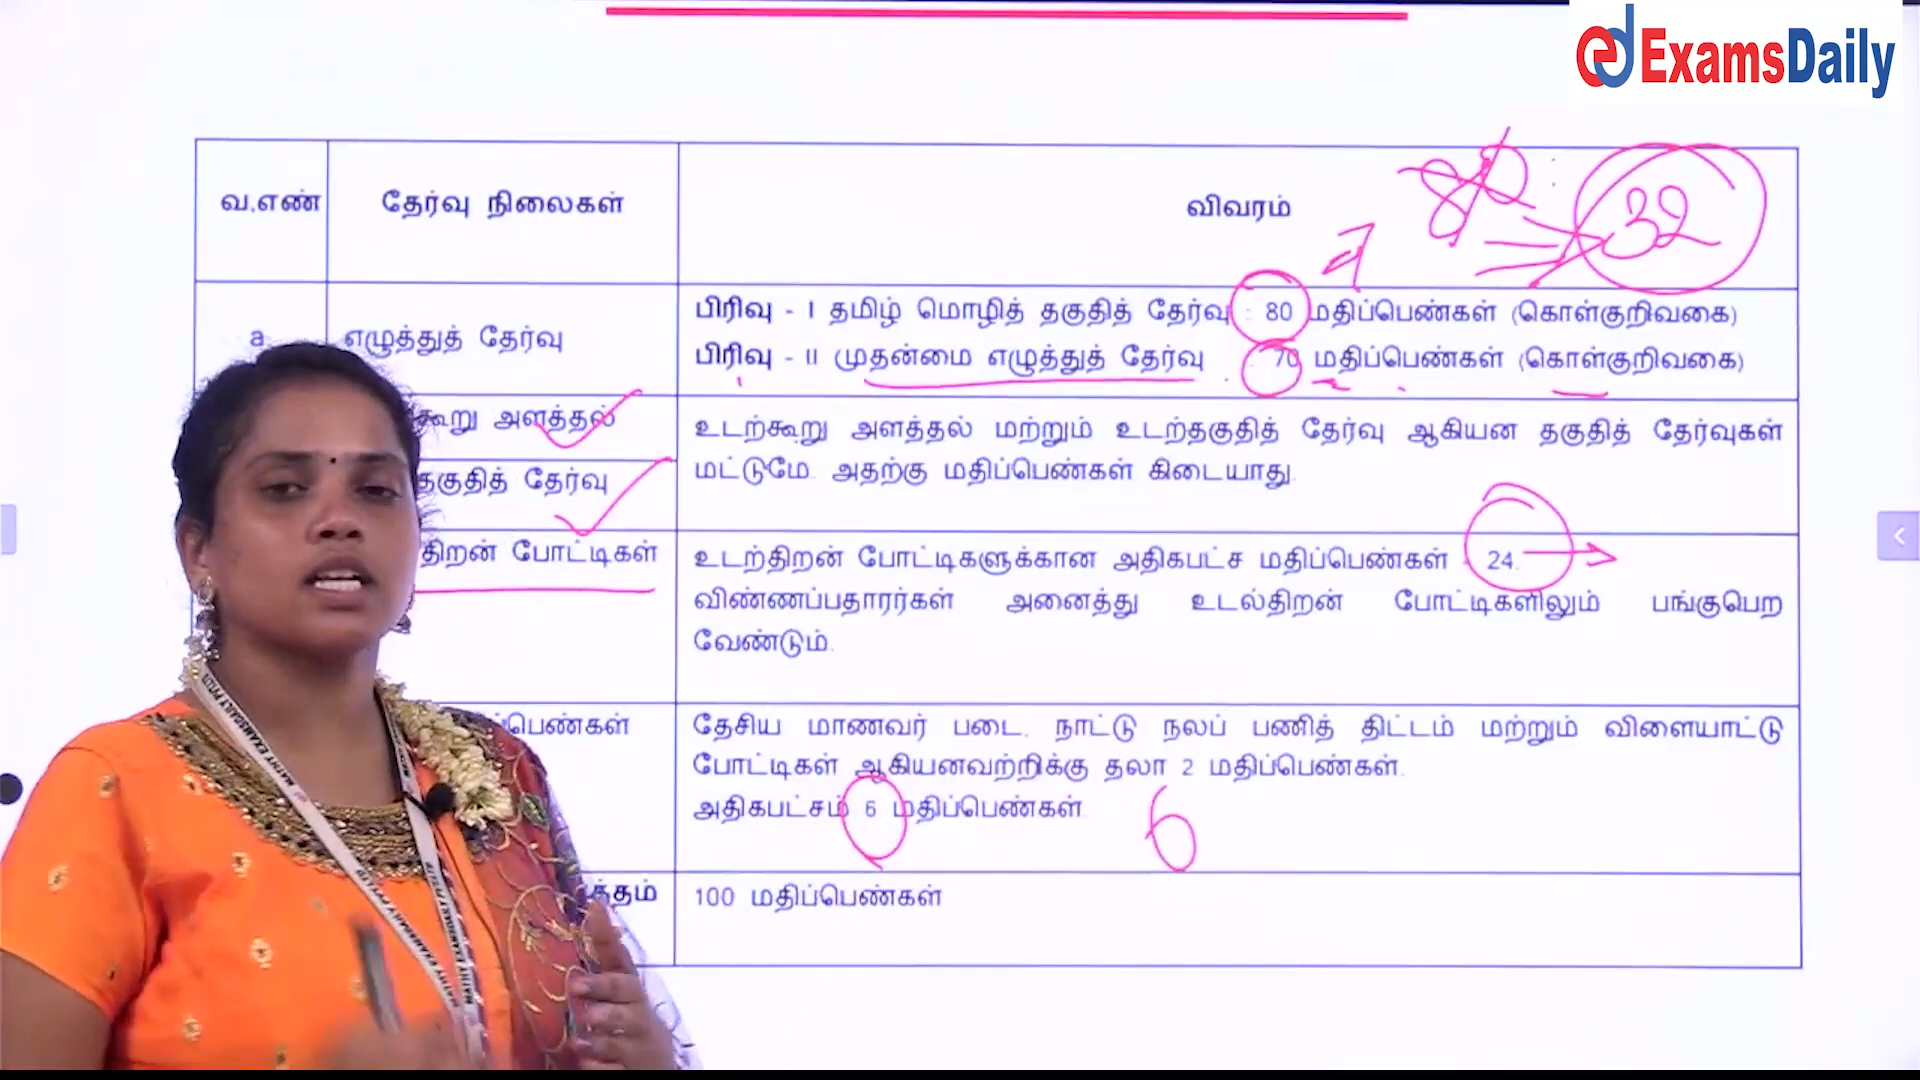 ExamsDaily
வ.எண் தேர்வு நிலைகள் விவரம்
80
32
a எழுத்துத் தேர்வு
பிரிவு - I தமிழ் மொழித் தகுதித் தேர்வு : 80 மதிப்பெண்கள் (கொள்குறிவகை)
பிரிவு - II முதன்மை எழுத்துத் தேர்வு : 70 மதிப்பெண்கள் (கொள்குறிவகை)
கூறு அளத்தல்
தகுதித் தேர்வு
உடற்கூறு அளத்தல் மற்றும் உடற்தகுதித் தேர்வு ஆகியன தகுதித் தேர்வுகள்
மட்டுமே. அதற்கு மதிப்பெண்கள் கிடையாது.
திறன் போட்டிகள்
உடற்திறன் போட்டிகளுக்கான அதிகபட்ச மதிப்பெண்கள் 24.
விண்ணப்பதாரர்கள் அனைத்து உடல்திறன் போட்டிகளிலும் பங்குபெற
வேண்டும்.
ப்பெண்கள்
தேசிய மாணவர் படை, நாட்டு நலப் பணித் திட்டம் மற்றும் விளையாட்டு
போட்டிகள் ஆகியனவற்றிக்கு தலா 2 மதிப்பெண்கள்.
அதிகபட்சம் 6 மதிப்பெண்கள்
6
த்தம் 100 மதிப்பெண்கள்